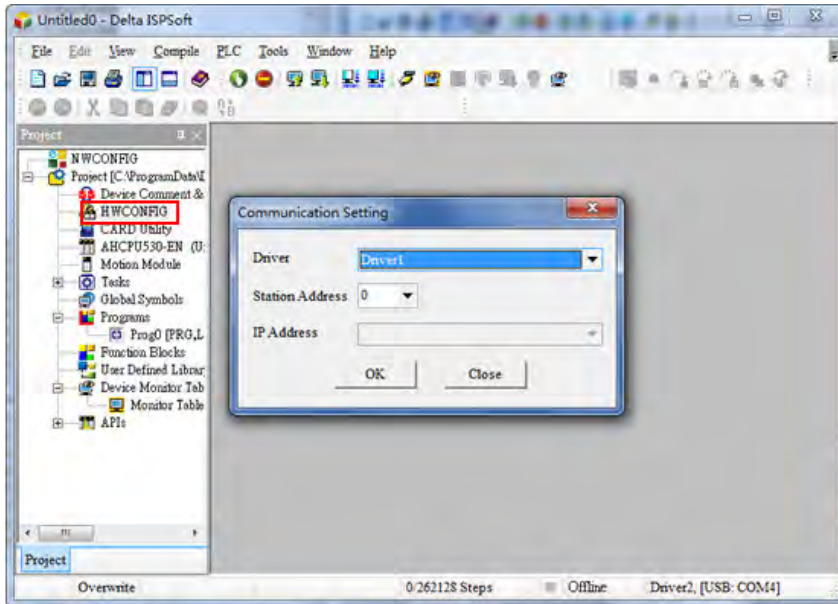 Untitled0 - Delta ISPSoft
File Edit View Compile PLC Tools Window Help
Project
NWCONFIG
Project [C:\ProgramData\D
Device Comment &
HWCONFIG
CARD Utility
AHCPU530-EN (U:
Motion Module
Tasks
Global Symbols
Programs
Prog0 [PRG,L
Function Blocks
User Defined Librar
Device Monitor Tab
Monitor Table
APIs
Project
Communication Setting
Driver Driver1
Station Address 0
IP Address
OK Close
Overwrite 0/262128 Steps Offline Driver2, [USB: COM4]